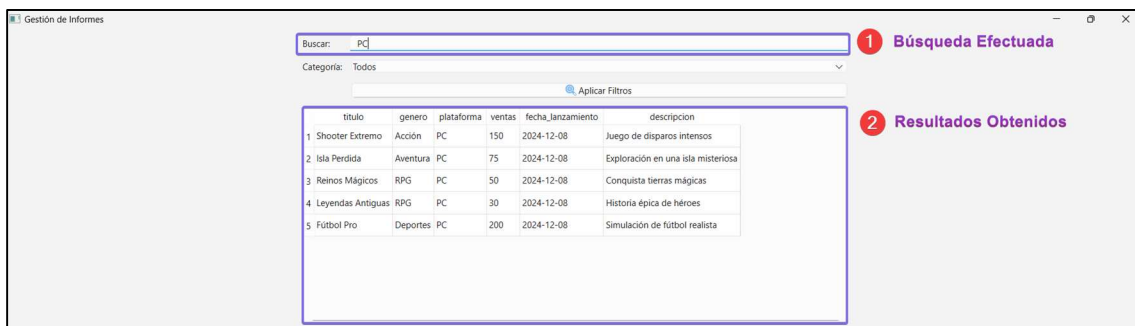 Gestión de Informes
Buscar: PC
1 Búsqueda Efectuada
Categoría: Todos
Aplicar Filtros
2 Resultados Obtenidos
titulo genero plataforma ventas fecha_lanzamiento descripcion
1 Shooter Extremo Acción PC 150 2024-12-08 Juego de disparos intensos
2 Isla Perdida Aventura PC 75 2024-12-08 Exploración en una isla misteriosa
3 Reinos Mágicos RPG PC 50 2024-12-08 Conquista tierras mágicas
4 Leyendas Antiguas RPG PC 30 2024-12-08 Historia épica de héroes
5 Fútbol Pro Deportes PC 200 2024-12-08 Simulación de fútbol realista